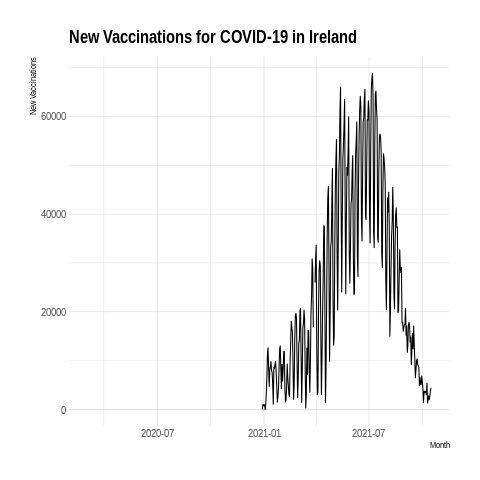 New Vaccinations for COVID-19 in Ireland
New Vaccinations
60000
40000
20000
0
2020-07
2021-01
2021-07
Month